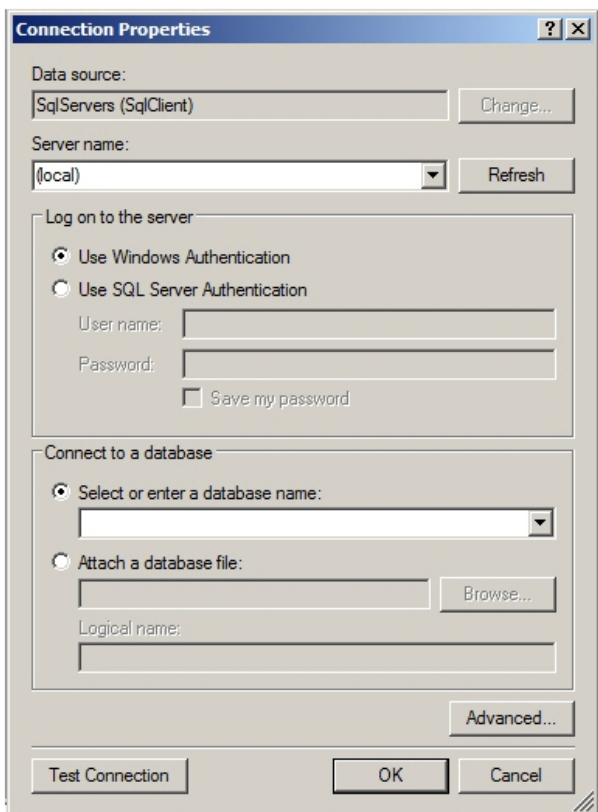 Connection Properties
Data source:
SqlServers (SqlClient)
Change...
Server name:
(local)
Refresh
Log on to the server
Use Windows Authentication
Use SQL Server Authentication
User name:
Password:
Save my password
Connect to a database
Select or enter a database name:
Attach a database file:
Browse...
Logical name:
Advanced...
Test Connection
OK
Cancel